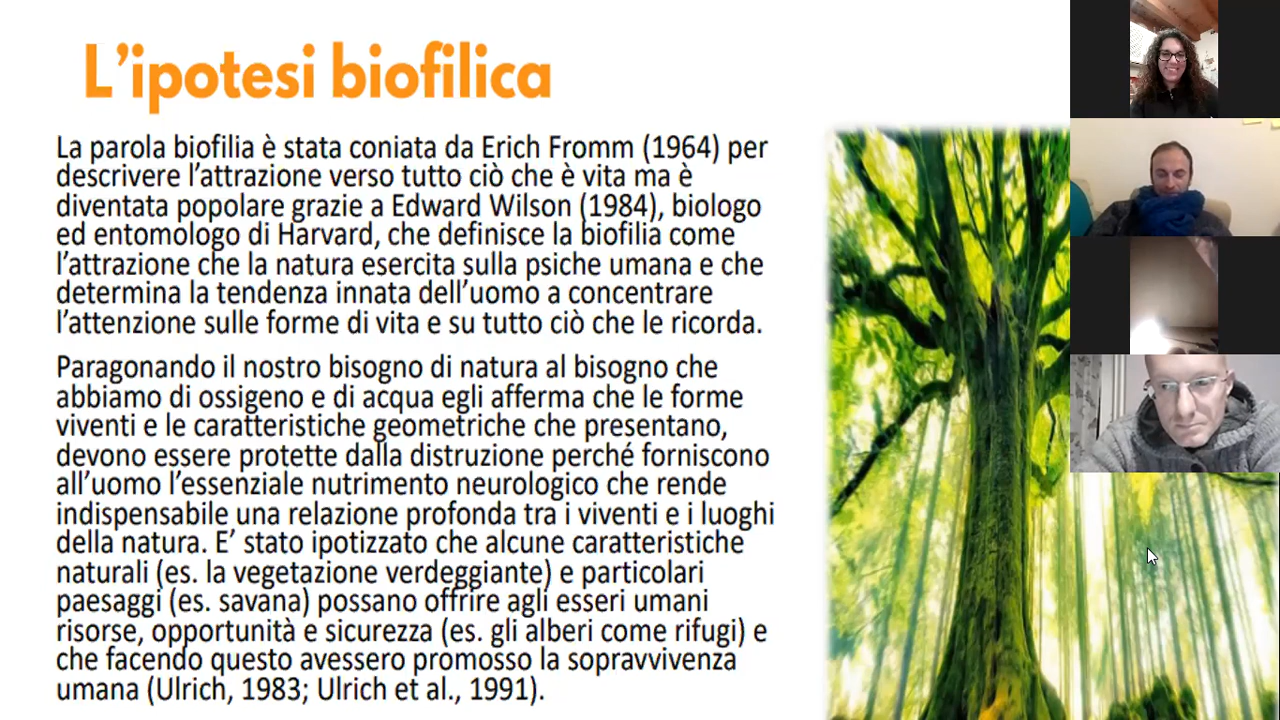 L’ipotesi biofilica
La parola biofilia è stata coniata da Erich Fromm (1964) per
descrivere l’attrazione verso tutto ciò che è vita ma è
diventata popolare grazie a Edward Wilson (1984), biologo
ed entomologo di Harvard, che definisce la biofilia come
l’attrazione che la natura esercita sulla psiche umana e che
determina la tendenza innata dell’uomo a concentrare
l’attenzione sulle forme di vita e su tutto ciò che le ricorda.
Paragonando il nostro bisogno di natura al bisogno che
abbiamo di ossigeno e di acqua egli afferma che le forme
viventi e le caratteristiche geometriche che presentano,
devono essere protette dalla distruzione perché forniscono
all’uomo l’essenziale nutrimento neurologico che rende
indispensabile una relazione profonda tra i viventi e i luoghi
della natura. E’ stato ipotizzato che alcune caratteristiche
naturali (es. la vegetazione verdeggiante) e particolari
paesaggi (es. savana) possano offrire agli esseri umani
risorse, opportunità e sicurezza (es. gli alberi come rifugi) e
che facendo questo avessero promosso la sopravvivenza
umana (Ulrich, 1983; Ulrich et al., 1991).